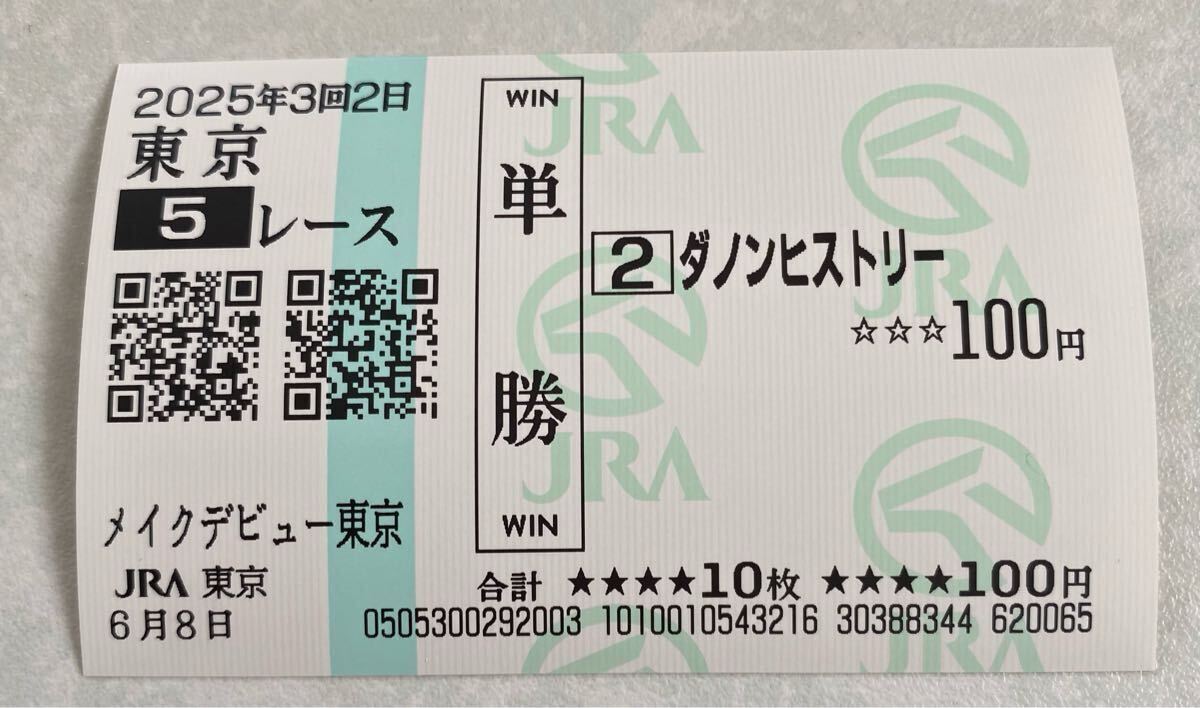 2025年3回2日
東京
5レース
メイクデビュー東京
JRA 東京
6月8日
WIN
単勝
WIN
2 ダノンヒストリー
☆☆☆100円
合計 ★★★★10枚 ★★★★100円
0505300292003 1010010543216 30388344 620065
JRA
JRA
JRA
JRA